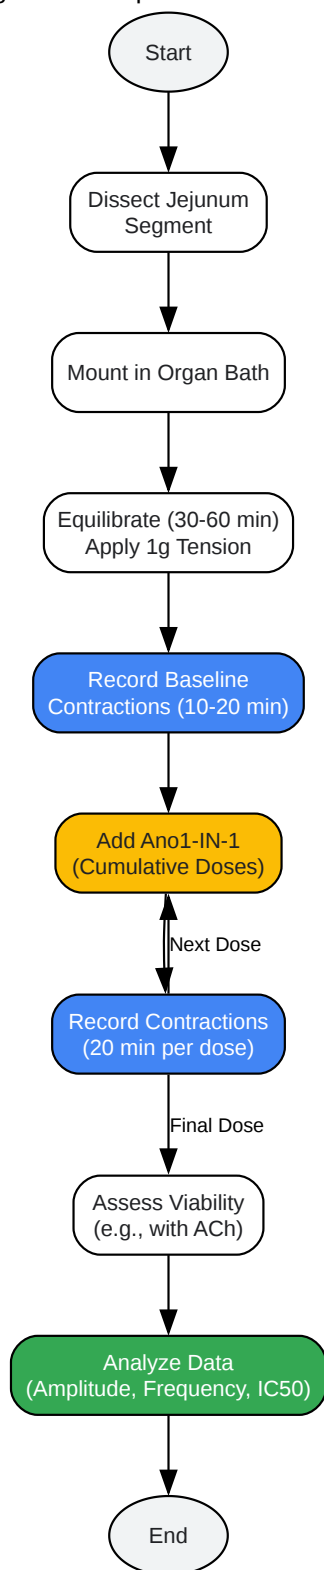 Start
Dissect Jejunum
Segment
Mount in Organ Bath
Equilibrate (30-60 min)
Apply 1g Tension
Record Baseline
Contractions (10-20 min)
Add Ano1-IN-1
(Cumulative Doses)
Next Dose
Record Contractions
(20 min per dose)
Final Dose
Assess Viability
(e.g., with ACh)
Analyze Data
(Amplitude, Frequency, IC50)
End